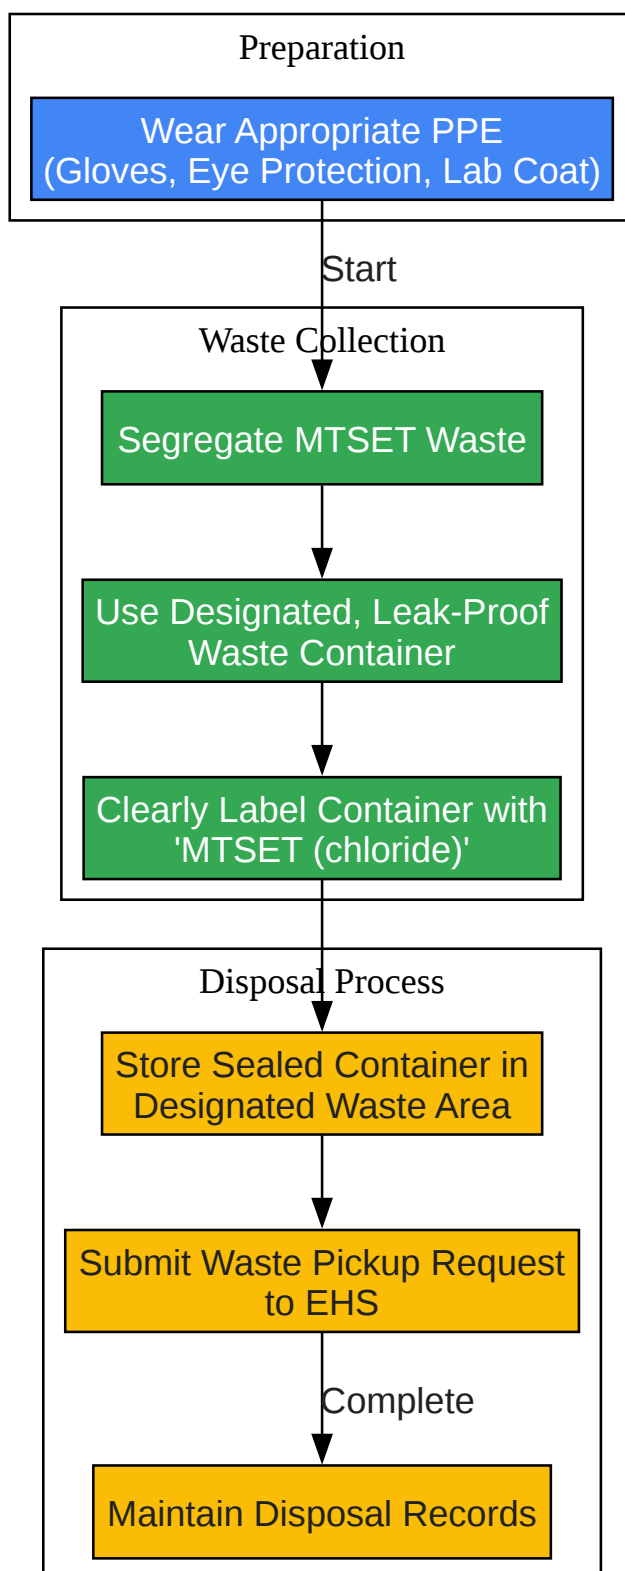 Preparation
Wear Appropriate PPE
(Gloves, Eye Protection, Lab Coat)
Start
Waste Collection
Segregate MTSET Waste
Use Designated, Leak-Proof
Waste Container
Clearly Label Container with
'MTSET (chloride)'
Disposal Process
Store Sealed Container in
Designated Waste Area
Submit Waste Pickup Request
to EHS
Complete
Maintain Disposal Records